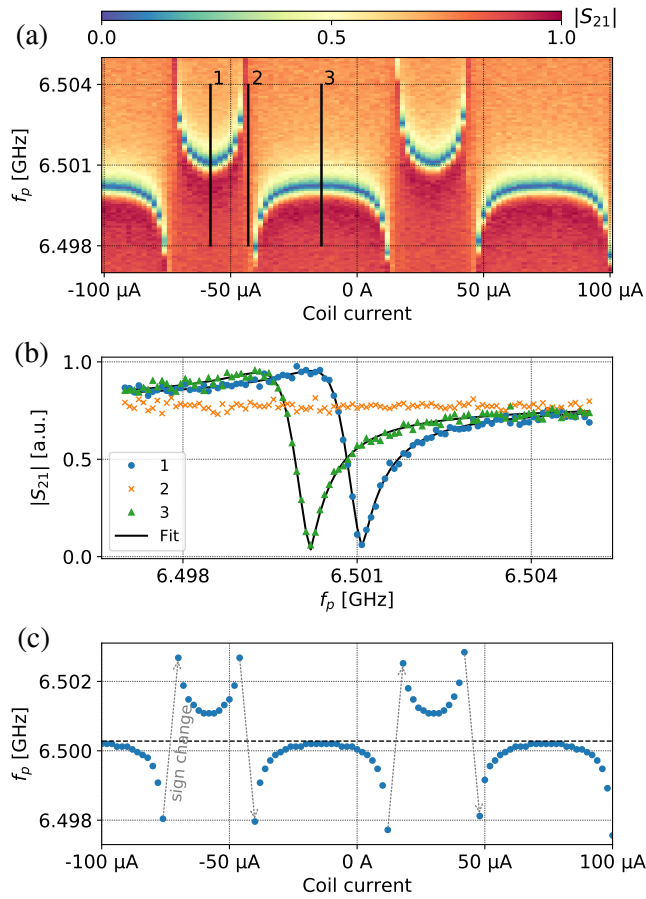 (a)
|S21|
0.0 0.5 1.0
1 2 3
6.504
6.501
6.498
fp [GHz]
-100 µA -50 µA 0 A 50 µA 100 µA
Coil current
(b)
1.0
0.5
0.0
|S21| [a.u.]
1
2
3
Fit
6.498 6.501 6.504
fp [GHz]
(c)
6.502
6.500
6.498
fp [GHz]
sign change
-100 µA -50 µA 0 A 50 µA 100 µA
Coil current